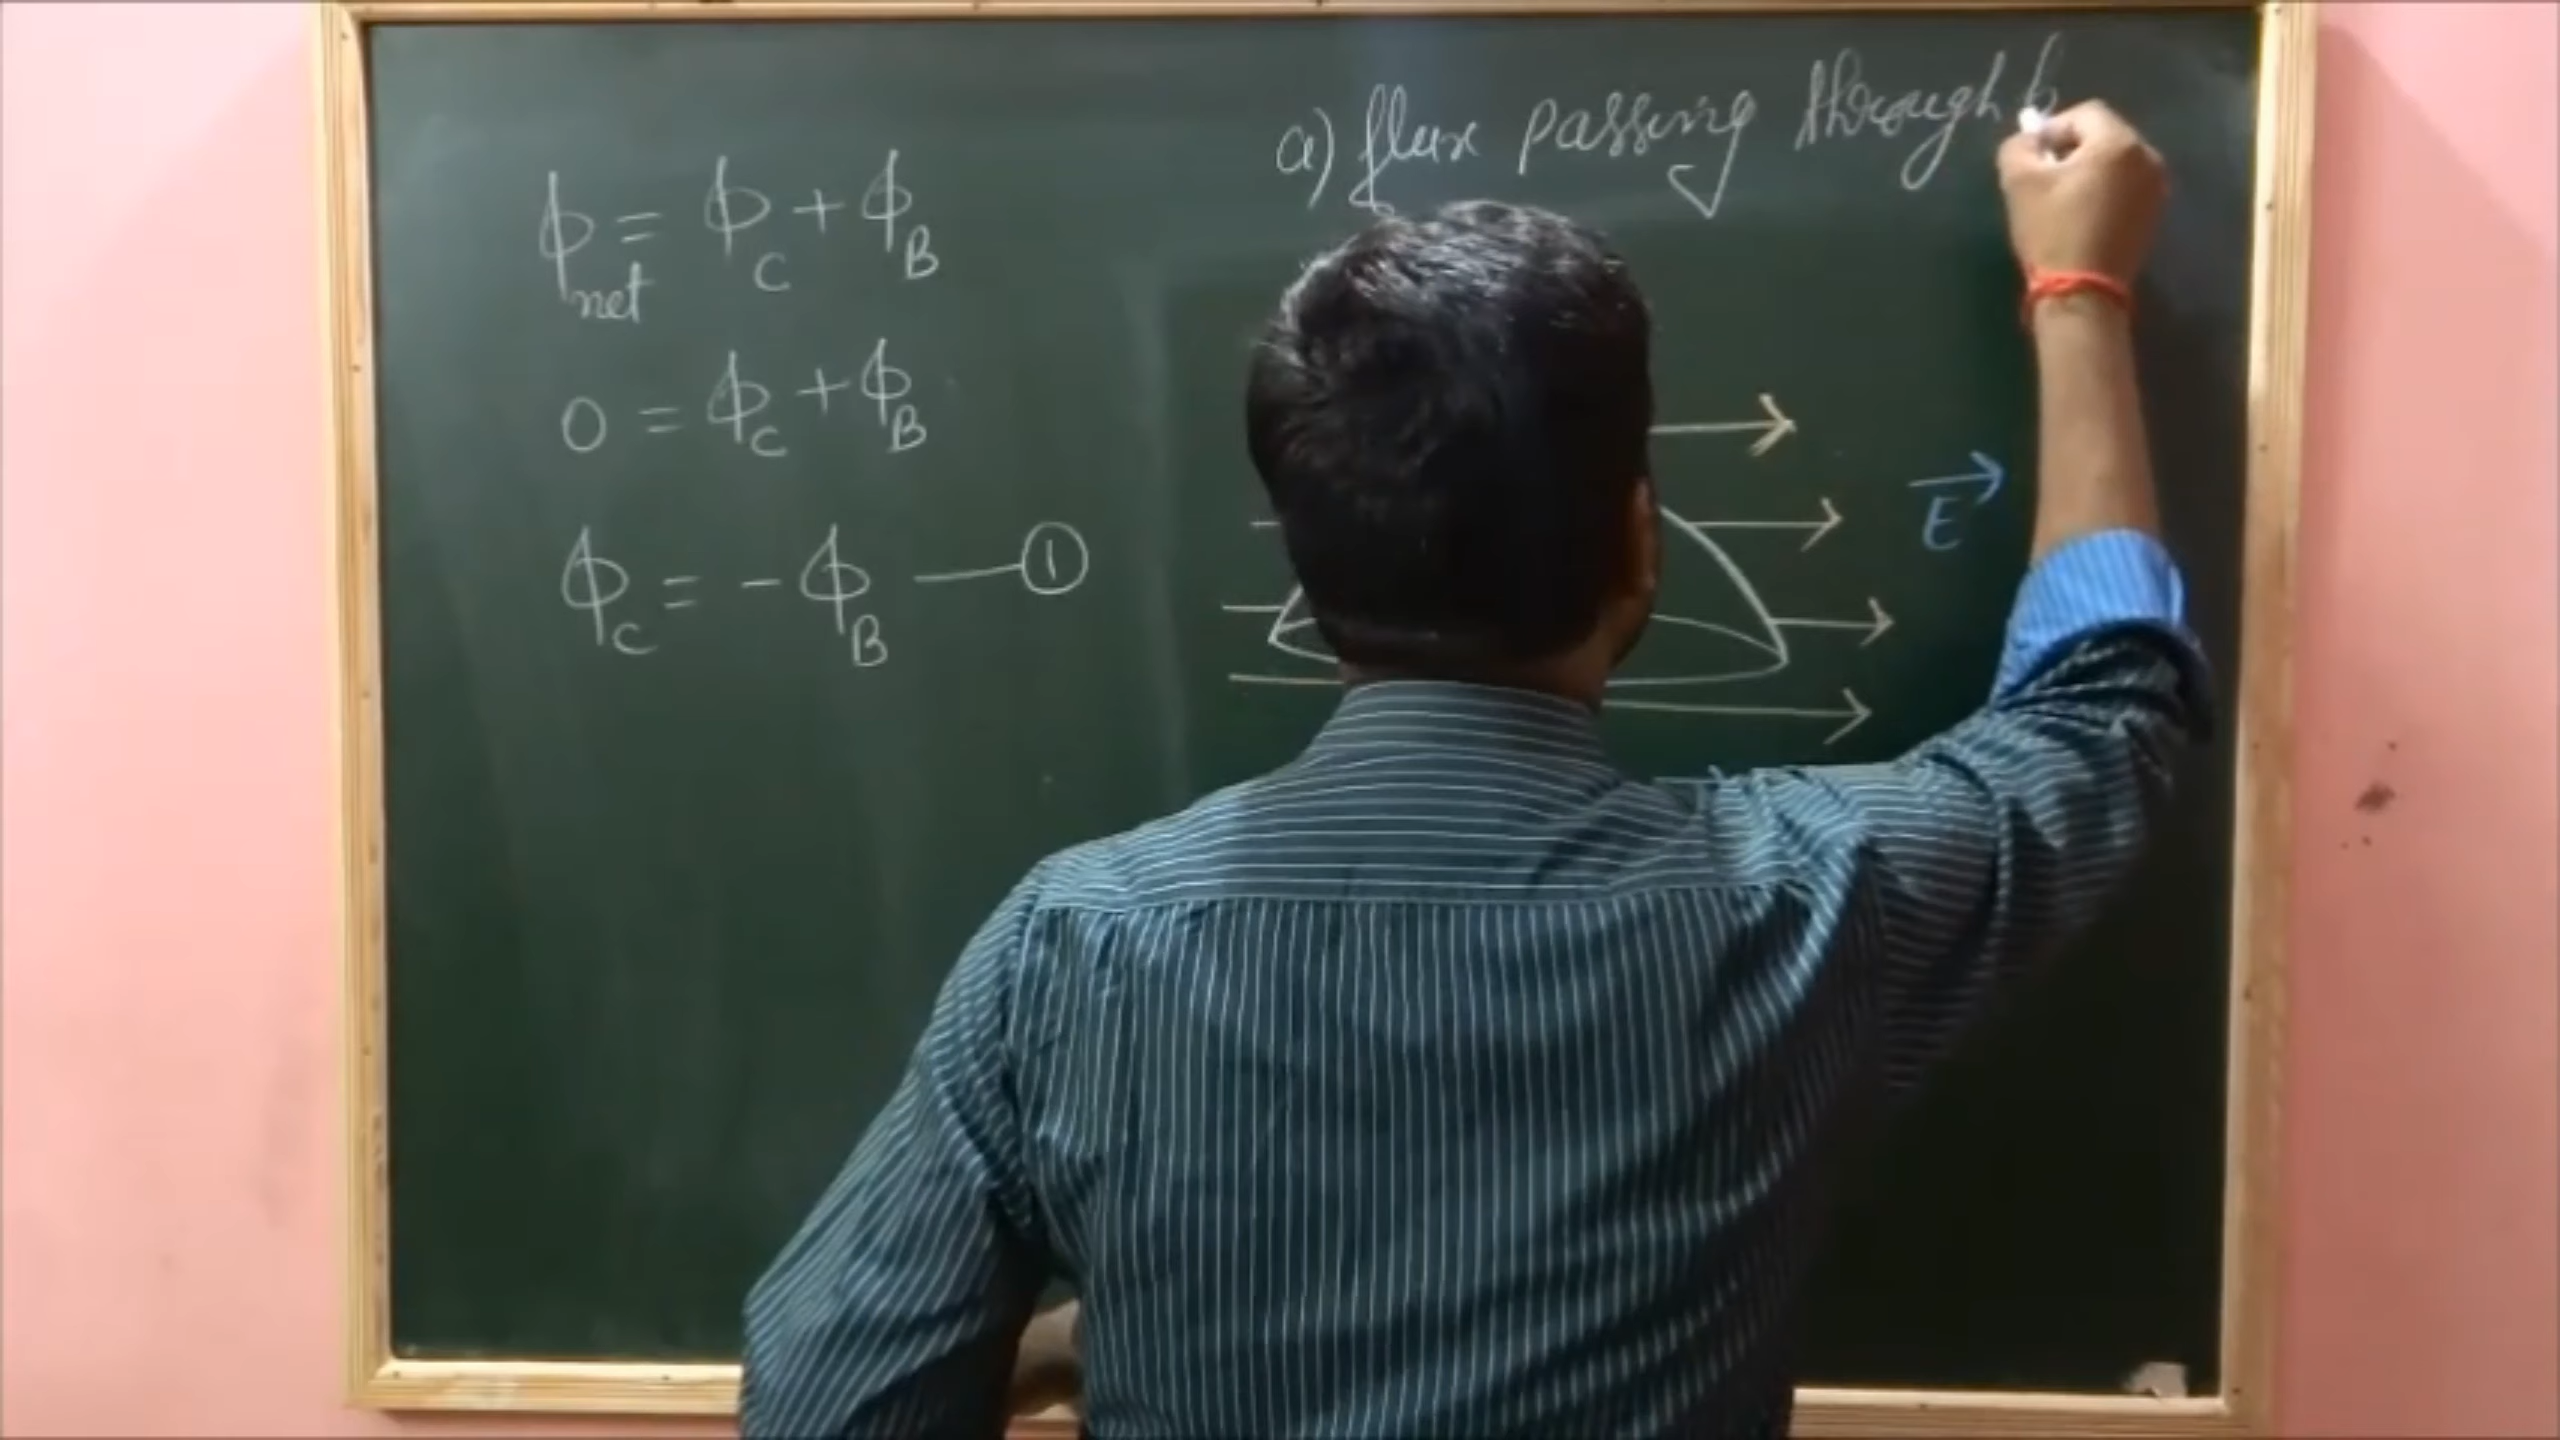 ϕnet = ϕC + ϕB
0 = ϕC + ϕB
ϕC = - ϕB — ①
a) flux passing through b
E